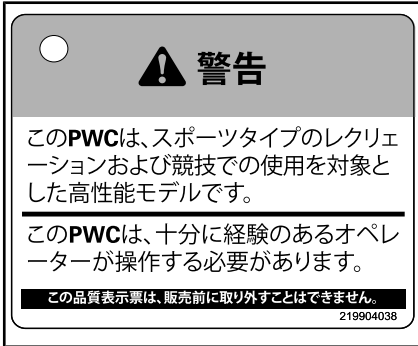 警告
このPWCは、スポーツタイプのレクリェ
ーションおよび競技での使用を対象と
した高性能モデルです。
このPWCは、十分に経験のあるオペレ
ーターが操作する必要があります。
この品質表示票は、販売前に取り外すことはできません。
219904038